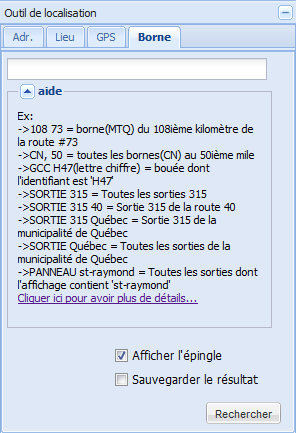 Outil de localisation
Adr. Lieu GPS Borne
aide
Ex:
->108 73 = borne(MTQ) du 108ième kilomètre de
la route #73
->CN, 50 = toutes les bornes(CN) au 50ième mile
->GCC H47(lettre chiffre) = bouée dont
l'identifiant est 'H47'
->SORTIE 315 = Toutes les sorties 315
->SORTIE 315 40 = Sortie 315 de la route 40
->SORTIE 315 Québec = Sortie 315 de la
municipalité de Québec
->SORTIE Québec = Toutes les sorties de la
municipalité de Québec
->PANNEAU st-raymond = Toutes les sorties dont
l'affichage contient 'st-raymond'
Cliquer ici pour avoir plus de détails...
Afficher l'épingle
Sauvegarder le résultat
Rechercher